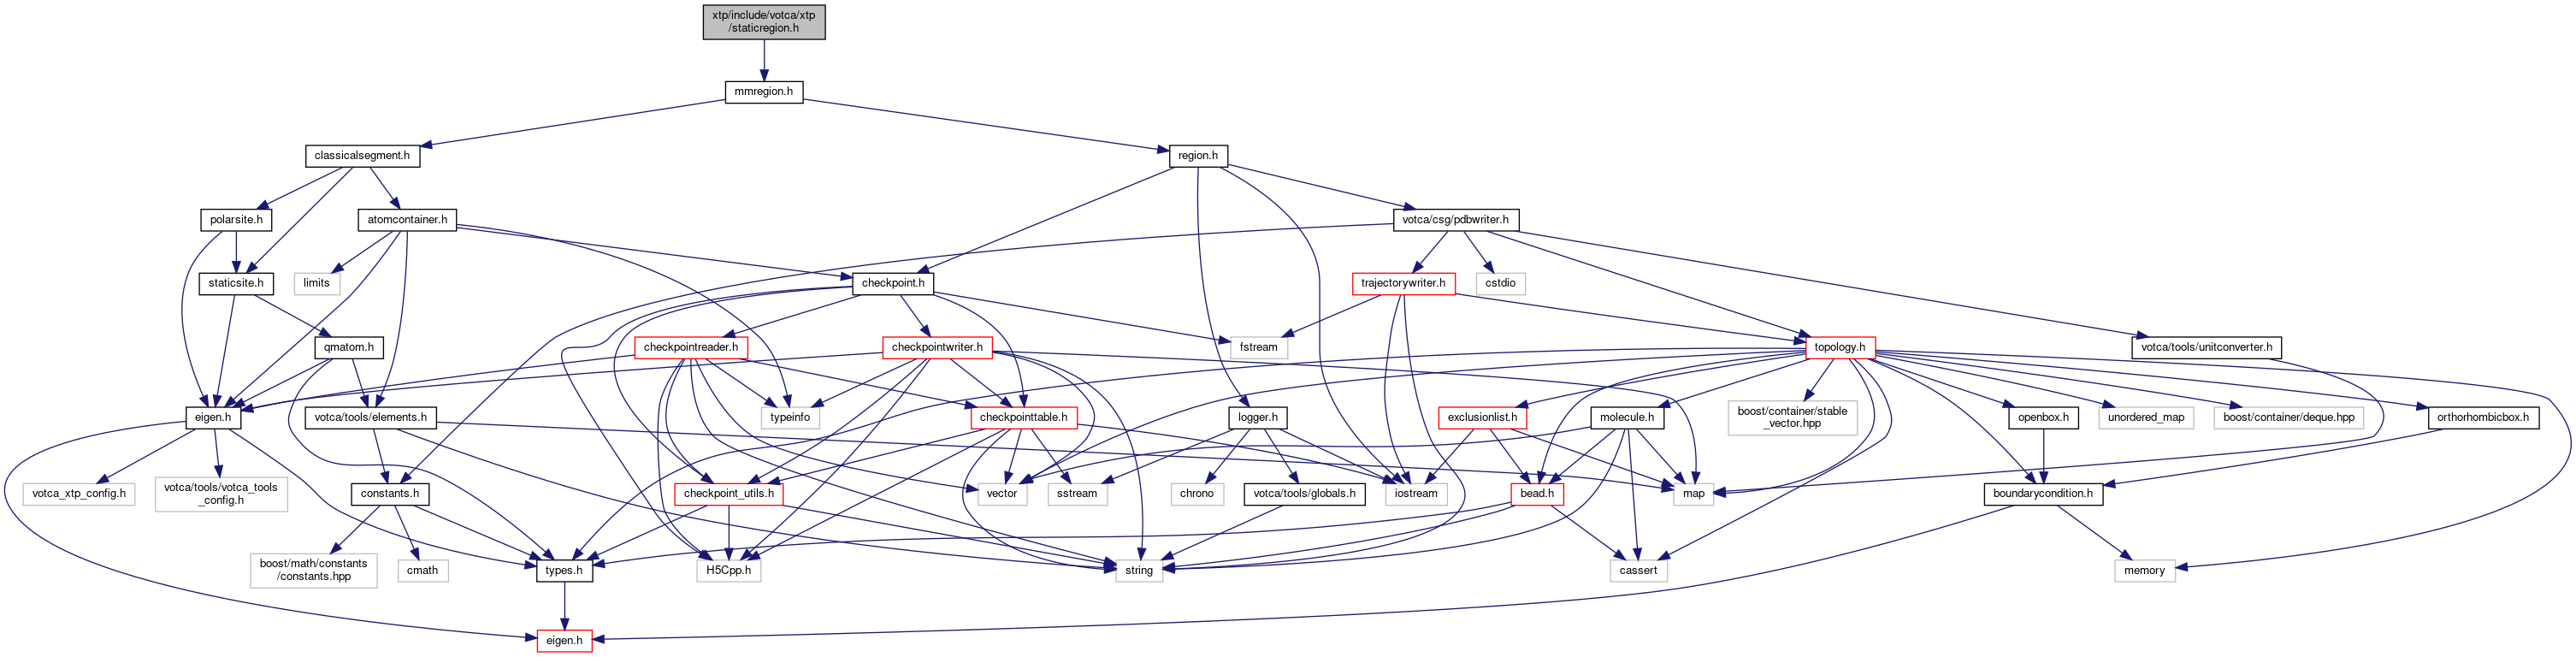 xtp/include/votca/xtp
/staticregion.h
mmregion.h
classicalsegment.h
region.h
polarsite.h
atomcontainer.h
votca/csg/pdbwriter.h
staticsite.h
limits
checkpoint.h
trajectorywriter.h
cstdio
qmatom.h
checkpointreader.h
checkpointwriter.h
fstream
topology.h
votca/tools/unitconverter.h
eigen.h
votca/tools/elements.h
typeinfo
checkpointtable.h
logger.h
exclusionlist.h
molecule.h
boost/container/stable
_vector.hpp
openbox.h
unordered_map
boost/container/deque.hpp
orthorhombicbox.h
votca_xtp_config.h
votca/tools/votca_tools
_config.h
constants.h
checkpoint_utils.h
vector
sstream
chrono
votca/tools/globals.h
iostream
bead.h
map
boundarycondition.h
boost/math/constants
/constants.hpp
cmath
types.h
H5Cpp.h
string
cassert
memory
eigen.h